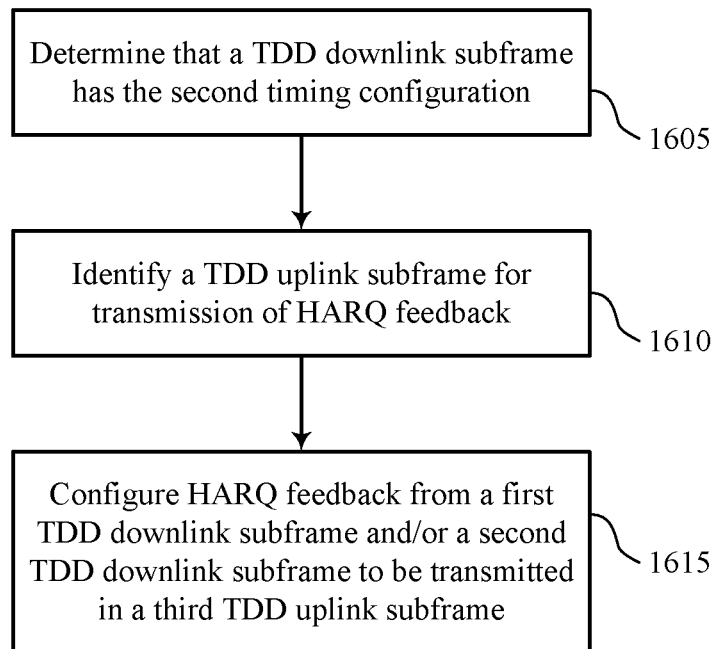 Determine that a TDD downlink subframe
has the second timing configuration
1605
Identify a TDD uplink subframe for
transmission of HARQ feedback
1610
Configure HARQ feedback from a first
TDD downlink subframe and/or a second
TDD downlink subframe to be transmitted
in a third TDD uplink subframe
1615